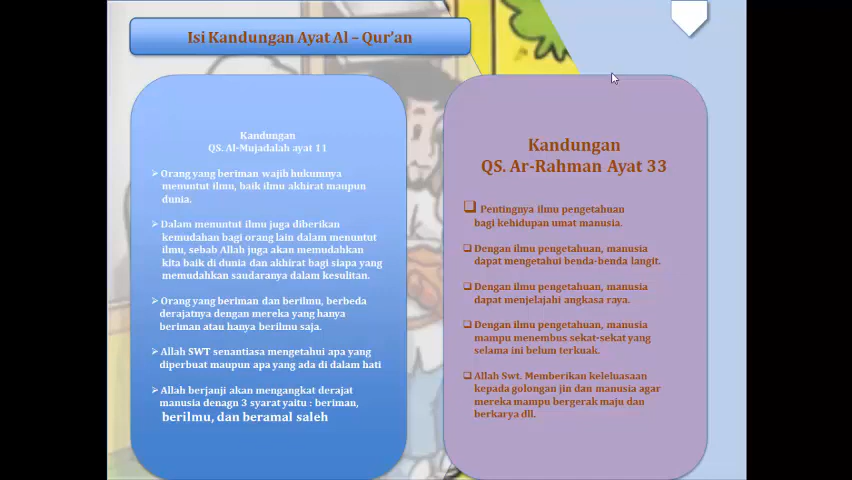 Isi Kandungan Ayat Al – Qur’an
Kandungan
QS. Al-Mujadalah ayat 11
Orang yang beriman wajib hukumnya
menuntut ilmu, baik ilmu akhirat maupun
dunia.
Dalam menuntut ilmu juga diberikan
kemudahan bagi orang lain dalam menuntut
ilmu, sebab Allah juga akan memudahkan
kita baik di dunia dan akhirat bagi siapa yang
memudahkan saudaranya dalam kesulitan.
Orang yang beriman dan berilmu, berbeda
derajatnya dengan mereka yang hanya
beriman atau hanya berilmu saja.
Allah SWT senantiasa mengetahui apa yang
diperbuat maupun apa yang ada di dalam hati
Allah berjanji akan mengangkat derajat
manusia denagn 3 syarat yaitu : beriman,
berilmu, dan beramal saleh
Kandungan
QS. Ar-Rahman Ayat 33
Pentingnya ilmu pengetahuan
bagi kehidupan umat manusia.
Dengan ilmu pengetahuan, manusia
dapat mengetahui benda-benda langit.
Dengan ilmu pengetahuan, manusia
dapat menjelajahi angkasa raya.
Dengan ilmu pengetahuan, manusia
mampu menembus sekat-sekat yang
selama ini belum terkuak.
Allah Swt. Memberikan keleluasaan
kepada golongan jin dan manusia agar
mereka mampu bergerak maju dan
berkarya dll.